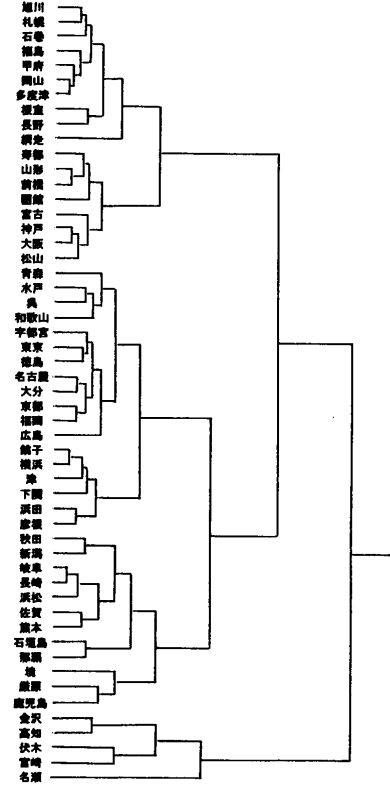 旭川
札幌
石巻
福島
甲府
岡山
多度津
根室
長野
網走
寿都
山形
前橋
函館
宮古
神戸
大阪
松山
青森
水戸
呉
和歌山
宇都宮
東京
徳島
名古屋
大分
京都
福岡
広島
銚子
横浜
津
下関
浜田
彦根
秋田
新潟
岐阜
長崎
浜松
佐賀
熊本
石垣島
那覇
境
厳原
鹿児島
金沢
高知
伏木
宮崎
名瀬